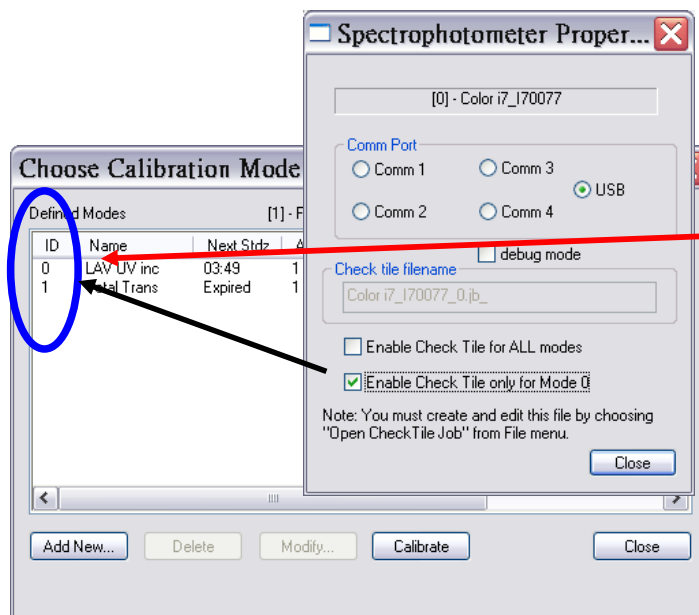 Spectrophotometer Proper...
[0] - Color i7_I70077
Comm Port
Comm 1
Comm 3
USB
Comm 2
Comm 4
debug mode
Check tile filename
Color i7_I70077_0.jb_
Enable Check Tile for ALL modes
Enable Check Tile only for Mode 0
Note: You must create and edit this file by choosing
"Open CheckTile Job" from File menu.
Close
Choose Calibration Mode
Defined Modes [1] - F
ID Name Next Stdz A
0 LAV UV inc 03:49 1
1 Total Trans Expired 1
Add New... Delete Modify... Calibrate Close